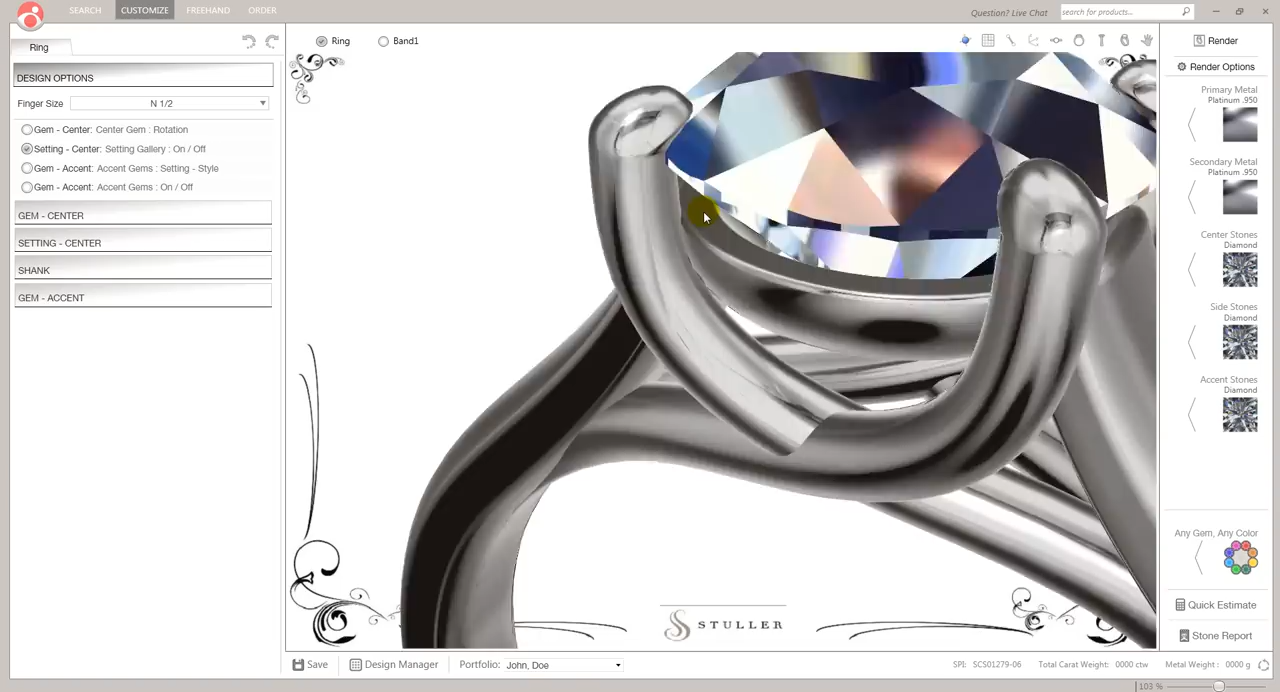 SEARCH
CUSTOMIZE
FREEHAND
ORDER
Question? Live Chat
search for products...
Ring
Ring
Band1
DESIGN OPTIONS
Finger Size
N 1/2
Gem - Center: Center Gem : Rotation
Setting - Center: Setting Gallery : On / Off
Gem - Accent: Accent Gems : Setting - Style
Gem - Accent: Accent Gems : On / Off
GEM - CENTER
SETTING - CENTER
SHANK
GEM - ACCENT
Render
Render Options
Primary Metal
Platinum .950
Secondary Metal
Platinum .950
Center Stones
Diamond
Side Stones
Diamond
Accent Stones
Diamond
Any Gem, Any Color
Quick Estimate
Stone Report
STULLER
Save
Design Manager
Portfolio: John, Doe
SPI: SCS01279-06
Total Carat Weight: 0000 ctw
Metal Weight: 0000 g
103 %